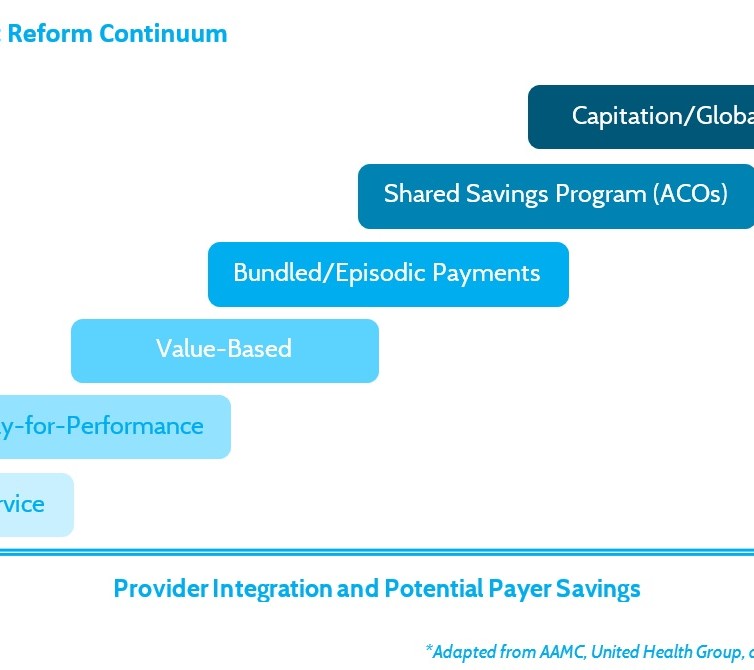 Reform Continuum
Capitation/Globa
Shared Savings Program (ACOs)
Bundled/Episodic Payments
Value-Based
y-for-Performance
rvice
Provider Integration and Potential Payer Savings
*Adapted from AAMC, United Health Group,